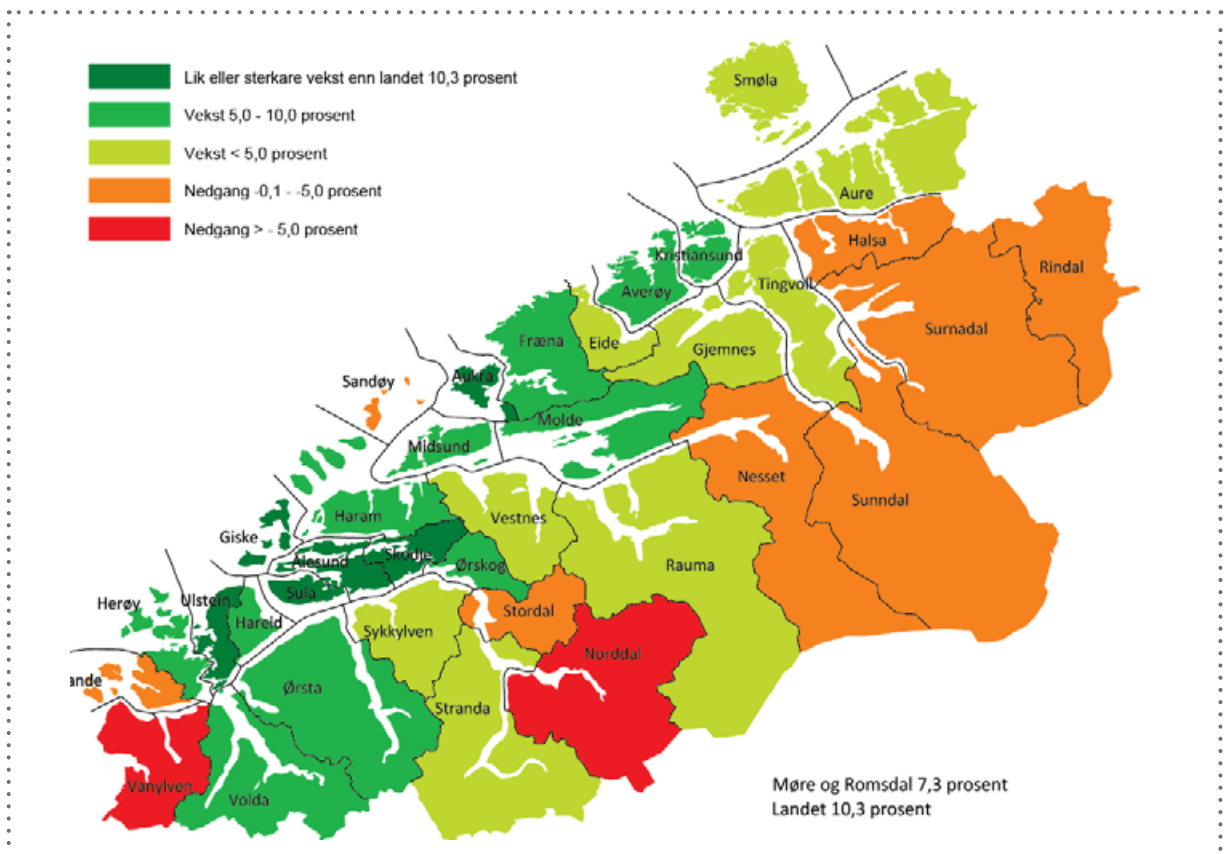 Lik eller sterkare vekst enn landet 10,3 prosent
Vekst 5,0 - 10,0 prosent
Vekst < 5,0 prosent
Nedgang -0,1 - -5,0 prosent
Nedgang > - 5,0 prosent
Smøla
Aure
Halsa
Kristiansund
Rindal
Averøy
Tingvoll
Surnadal
Fræna
Eide
Gjemnes
Sandøy
Aukra
Molde
Midsund
Nesset
Sunndal
Haram
Vestnes
Giske
Ålesund
Skodje
Ørskog
Rauma
Sula
Herøy
Ulstein
Hareid
Stordal
Sykkylven
Norddal
ande
Ørsta
Stranda
Vanylven
Volda
Møre og Romsdal 7,3 prosent
Landet 10,3 prosent